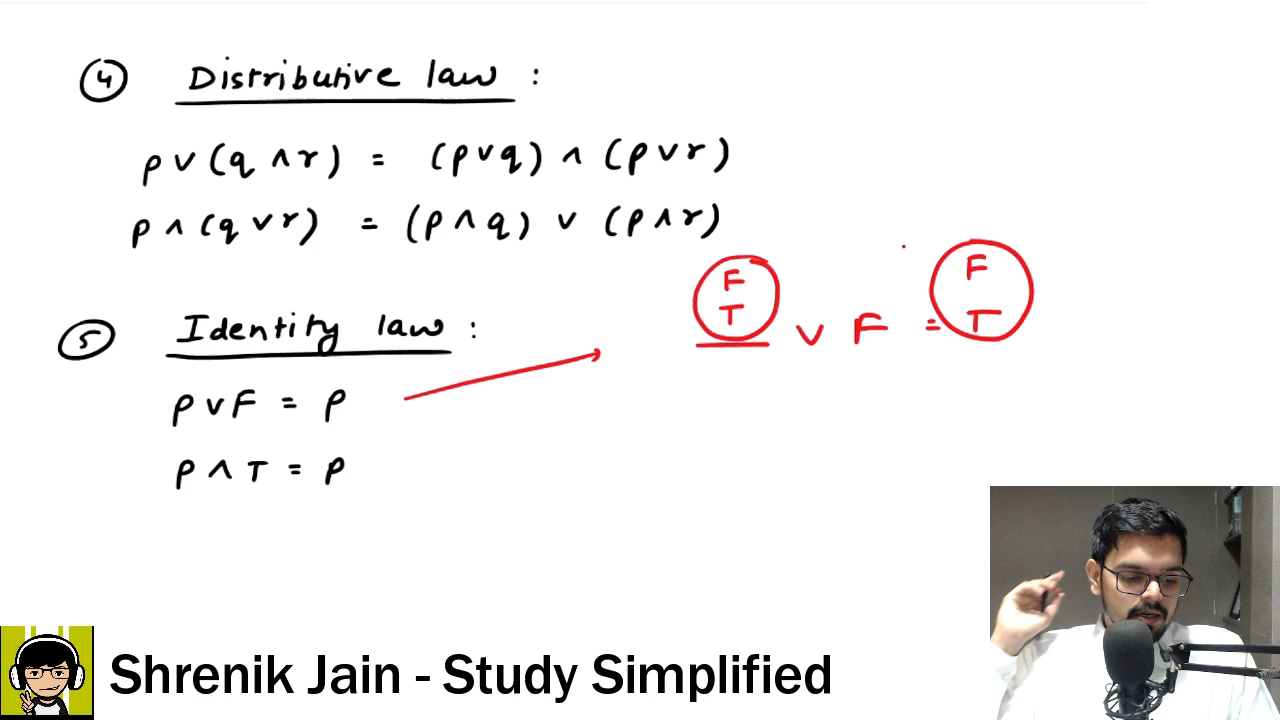 ④ Distributive law :
p ∨ (q ∧ r) = (p ∨ q) ∧ (p ∨ r)
p ∧ (q ∨ r) = (p ∧ q) ∨ (p ∧ r)
⑤ Identity law :
p ∨ F = p
p ∧ T = p
F F
T ∨ F = T
Shrenik Jain - Study Simplified